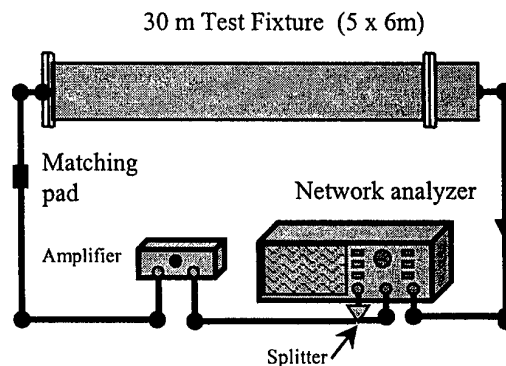 30 m Test Fixture (5 x 6m)
Matching
pad
Network analyzer
Amplifier
Splitter